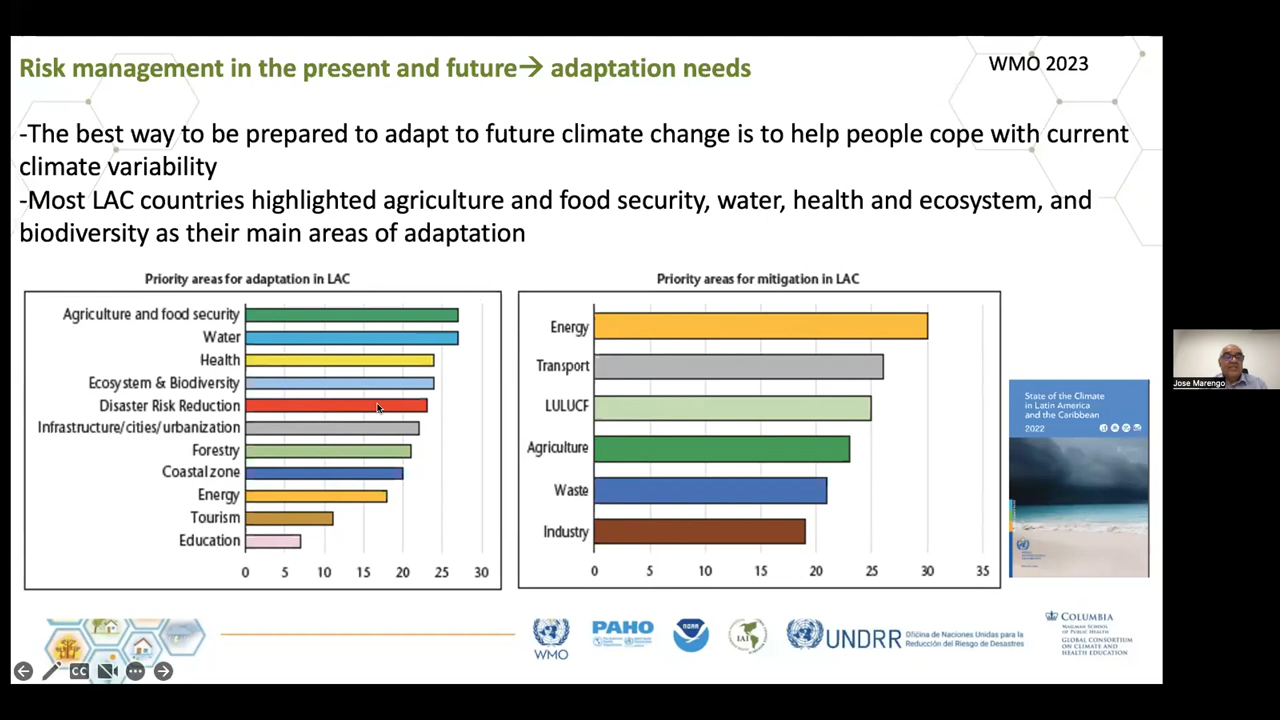 Risk management in the present and future→ adaptation needs
WMO 2023
-The best way to be prepared to adapt to future climate change is to help people cope with current
climate variability
-Most LAC countries highlighted agriculture and food security, water, health and ecosystem, and
biodiversity as their main areas of adaptation
Priority areas for adaptation in LAC
Agriculture and food security
Water
Health
Ecosystem & Biodiversity
Disaster Risk Reduction
Infrastructure/cities/urbanization
Forestry
Coastal zone
Energy
Tourism
Education
0 5 10 15 20 25 30
Priority areas for mitigation in LAC
Energy
Transport
LULUCF
Agriculture
Waste
Industry
0 5 10 15 20 25 30 35
State of the Climate
in Latin America
and the Caribbean
2022
Jose Marengo
WMO
PAHO
NOAA
IAI
UNDRR
Oficina de Naciones Unidas para la
Reducción del Riesgo de Desastres
COLUMBIA
MAILMAN SCHOOL
OF PUBLIC HEALTH
GLOBAL CONSORTIUM
ON CLIMATE AND
HEALTH EDUCATION
CC